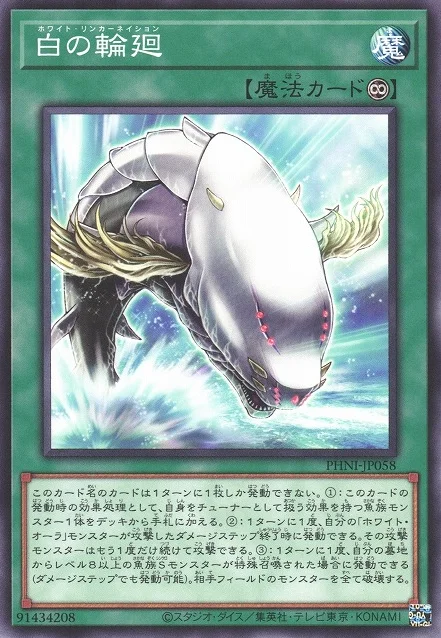 ホワイト・リンカーネイション
白の輪廻
魔
まほう
【魔法カード∞】
PHNI-JP058
このカード名のカードは1ターンに1枚しか発動できない。①:このカードの
発動時の効果処理として、自身をチューナーとして扱う効果を持つ魚族モン
スター1体をデッキから手札に加える。②:1ターンに1度、自分の「ホワイト・
オーラ」モンスターが攻撃したダメージステップ終了時に発動できる。その攻撃
モンスターはもう1度だけ続けて攻撃できる。③:1ターンに1度、自分の墓地
からレベル8以上の魚族Sモンスターが特殊召喚された場合に発動できる
(ダメージステップでも発動可能)。相手フィールドのモンスターを全て破壊する。
91434208
©スタジオ・ダイス/集英社・テレビ東京・KONAMI